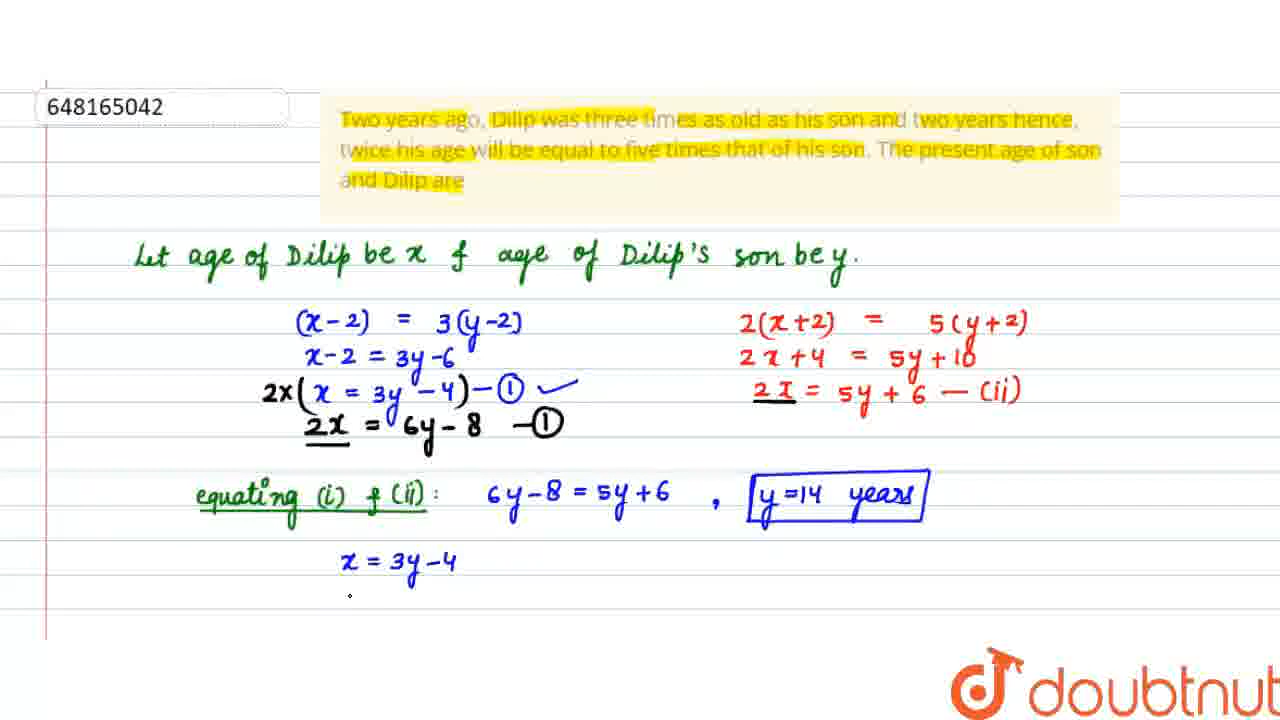 648165042
Two years ago, Dilip was three times as old as his son and two years hence,
twice his age will be equal to five times that of his son. The present age of son
and Dilip are
Let age of Dilip be x & age of Dilip's son be y.
(x-2) = 3(y-2)
x-2 = 3y-6
2x(x = 3y-4) - ① ✓
2x = 6y-8 - ①
2(x+2) = 5(y+2)
2x+4 = 5y+10
2x = 5y+6 - (ii)
equating (i) & (ii): 6y-8 = 5y+6 , y=14 years
x = 3y-4
doubtnut